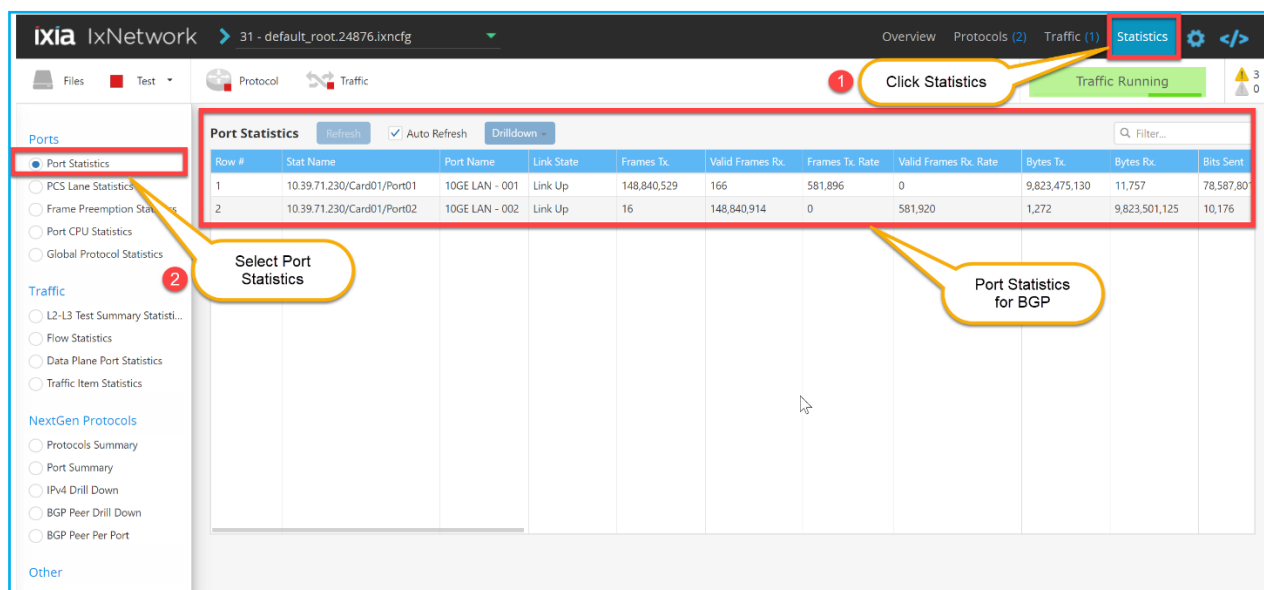 ixia IxNetwork
31 - default_root.24876.ixncfg
Overview Protocols (2) Traffic (1) Statistics </>
Files Test Protocol Traffic
1 Click Statistics
Traffic Running
3
0
Ports
Port Statistics
PCS Lane Statistics
Frame Preemption Statistics
Port CPU Statistics
Global Protocol Statistics
2 Select Port
Statistics
Traffic
L2-L3 Test Summary Statisti...
Flow Statistics
Data Plane Port Statistics
Traffic Item Statistics
NextGen Protocols
Protocols Summary
Port Summary
IPv4 Drill Down
BGP Peer Drill Down
BGP Peer Per Port
Other
Port Statistics Refresh Auto Refresh Drilldown Filter...
Row # Stat Name Port Name Link State Frames Tx. Valid Frames Rx. Frames Tx. Rate Valid Frames Rx. Rate Bytes Tx. Bytes Rx. Bits Sent
1 10.39.71.230/Card01/Port01 10GE LAN - 001 Link Up 148,840,529 166 581,896 0 9,823,475,130 11,757 78,587,801
2 10.39.71.230/Card01/Port02 10GE LAN - 002 Link Up 16 148,840,914 0 581,920 1,272 9,823,501,125 10,176
Port Statistics
for BGP